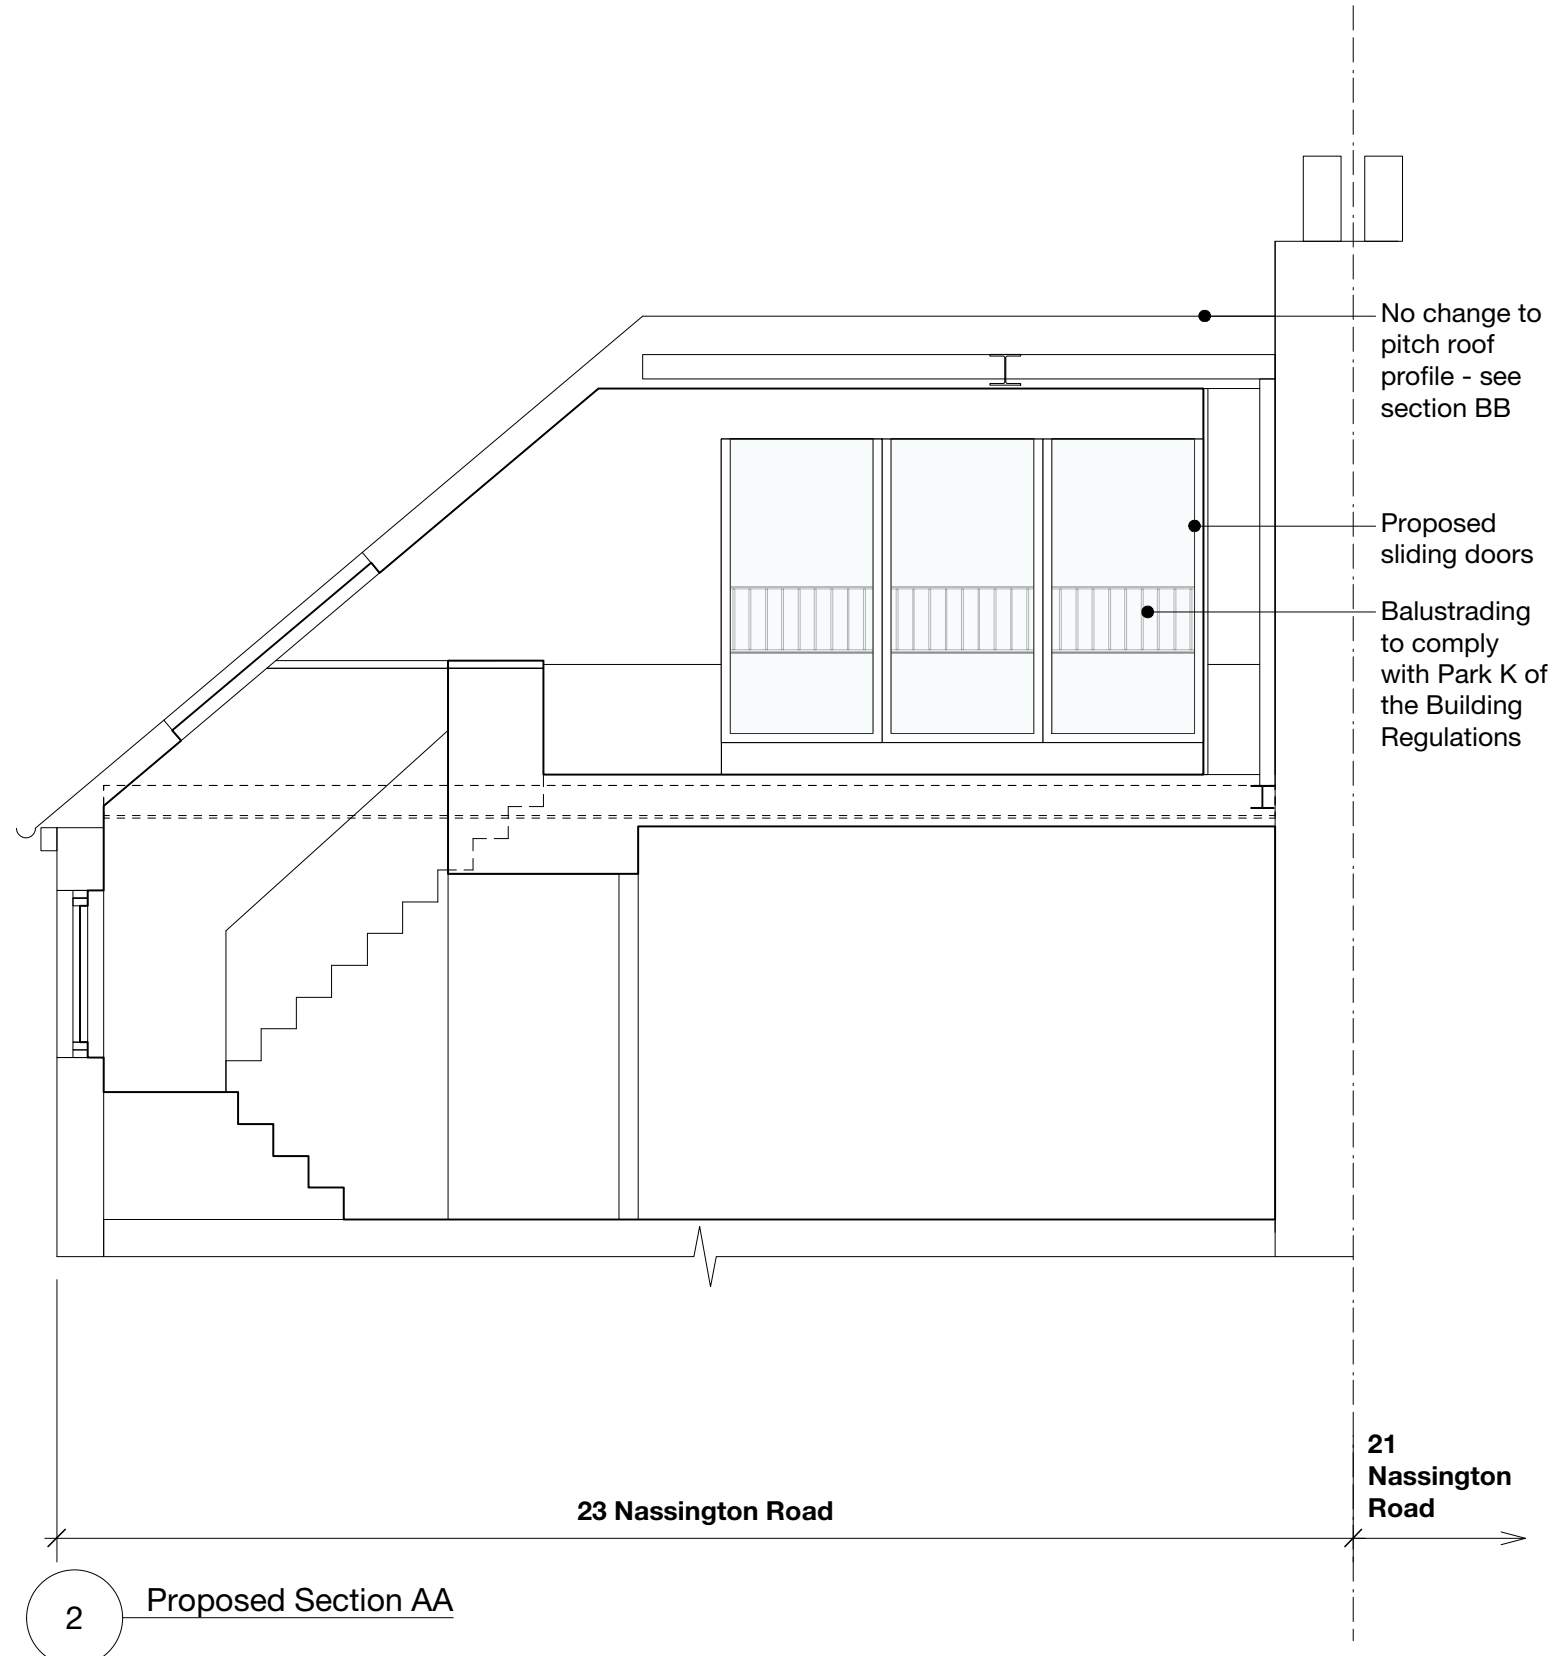 No change to
pitch roof
profile - see
section BB
Proposed
sliding doors
Balustrading
to comply
with Park K of
the Building
Regulations
21
Nassington
Road
23 Nassington Road
2
Proposed Section AA